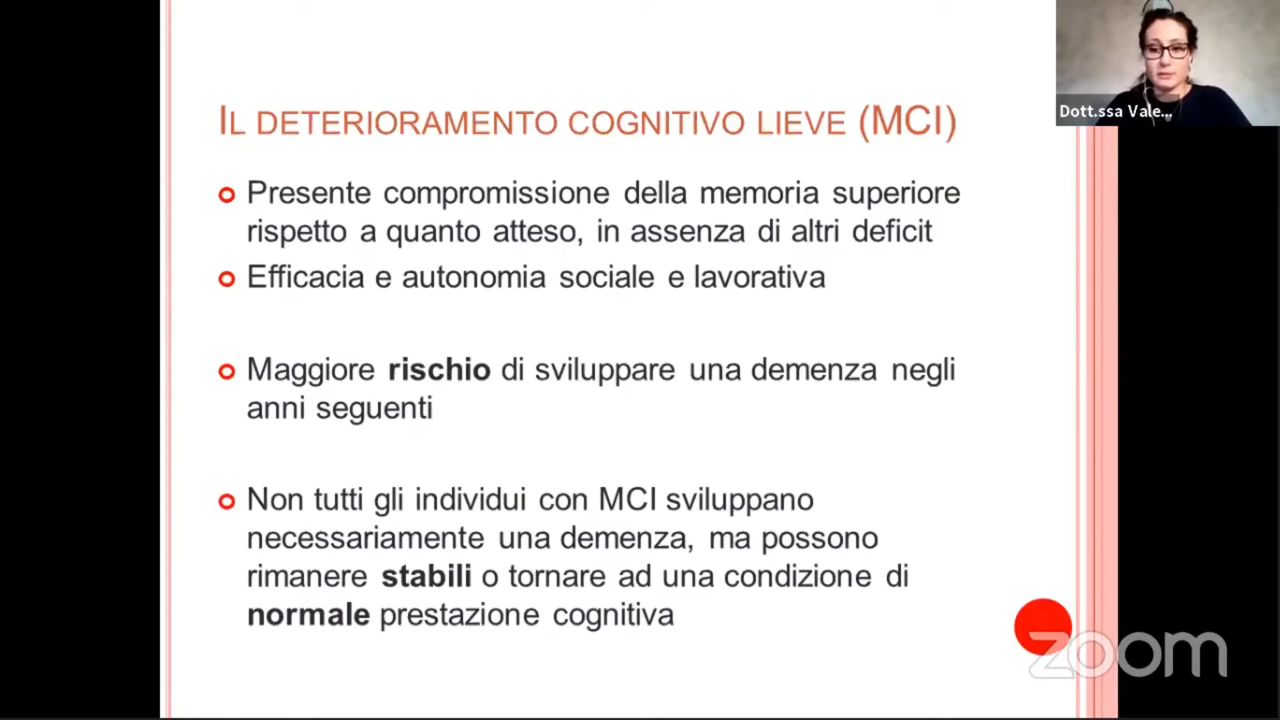 Dott.ssa Vale...
IL DETERIORAMENTO COGNITIVO LIEVE (MCI)
Presente compromissione della memoria superiore
rispetto a quanto atteso, in assenza di altri deficit
Efficacia e autonomia sociale e lavorativa
Maggiore rischio di sviluppare una demenza negli
anni seguenti
Non tutti gli individui con MCI sviluppano
necessariamente una demenza, ma possono
rimanere stabili o tornare ad una condizione di
normale prestazione cognitiva
zoom